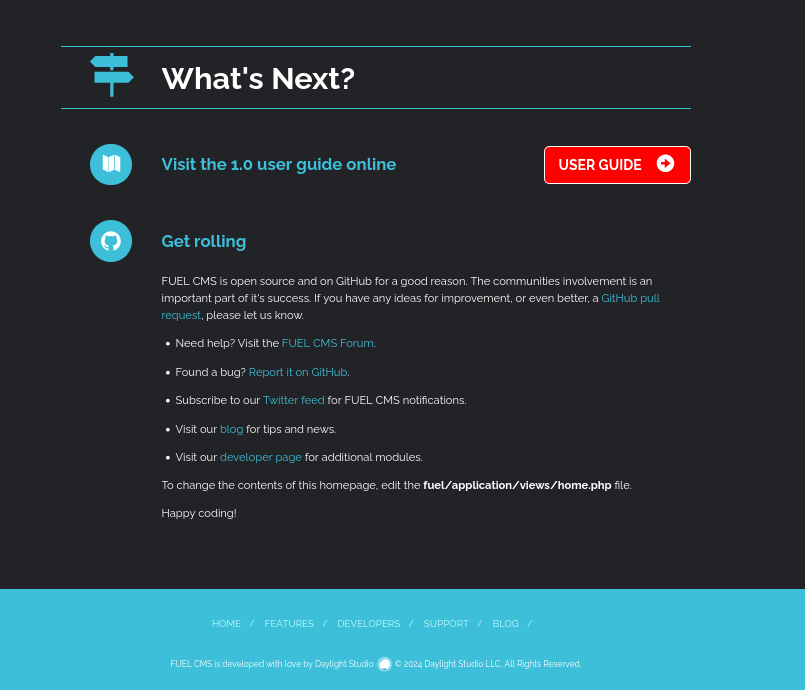 What's Next?
Visit the 1.0 user guide online
USER GUIDE
Get rolling
FUEL CMS is open source and on GitHub for a good reason. The communities involvement is an
important part of it's success. If you have any ideas for improvement, or even better, a GitHub pull
request, please let us know.
• Need help? Visit the FUEL CMS Forum.
• Found a bug? Report it on GitHub.
• Subscribe to our Twitter feed for FUEL CMS notifications.
• Visit our blog for tips and news.
• Visit our developer page for additional modules.
To change the contents of this homepage, edit the fuel/application/views/home.php file.
Happy coding!
HOME / FEATURES / DEVELOPERS / SUPPORT / BLOG /
FUEL CMS is developed with love by Daylight Studio © 2024 Daylight Studio LLC. All Rights Reserved.